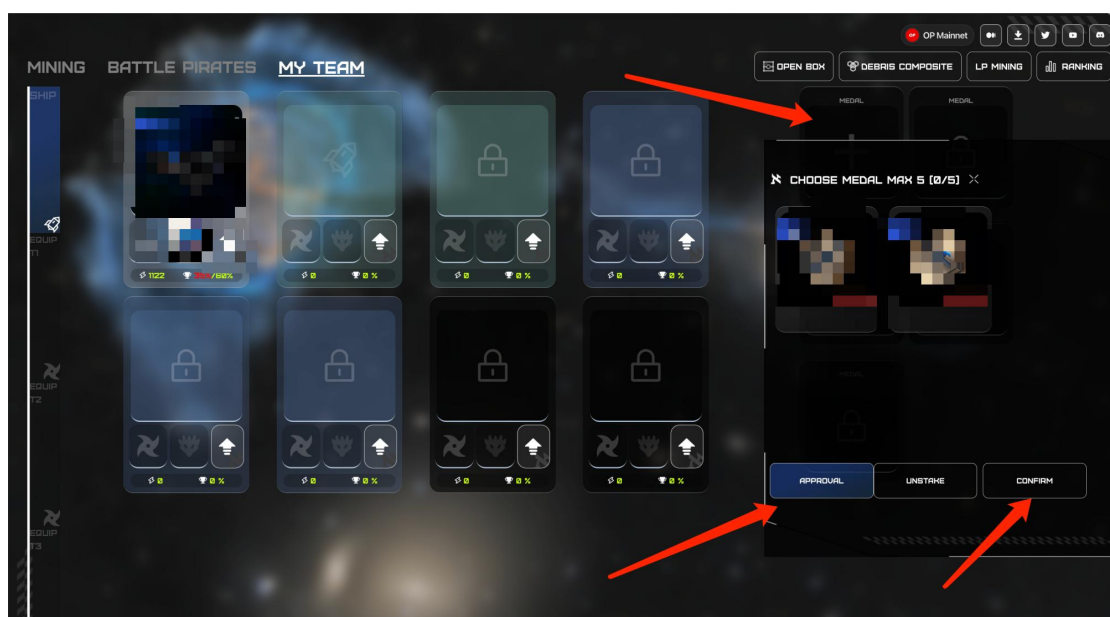 OP OP Mainnet
MINING BATTLE PIRATES MY TEAM
OPEN BOX DEBRIS COMPOSITE LP MINING RANKING
SHIP
MEDAL MEDAL
CHOOSE MEDAL MAX 5 [0/5]
EQUIP
T1
1122 /60% 0 0 % 0 0 % 0 0 %
MEDAL
EQUIP
T2
APPROVAL UNSTAKE CONFIRM
0 0 % 0 0 % 0 0 % 0 0 %
EQUIP
T3